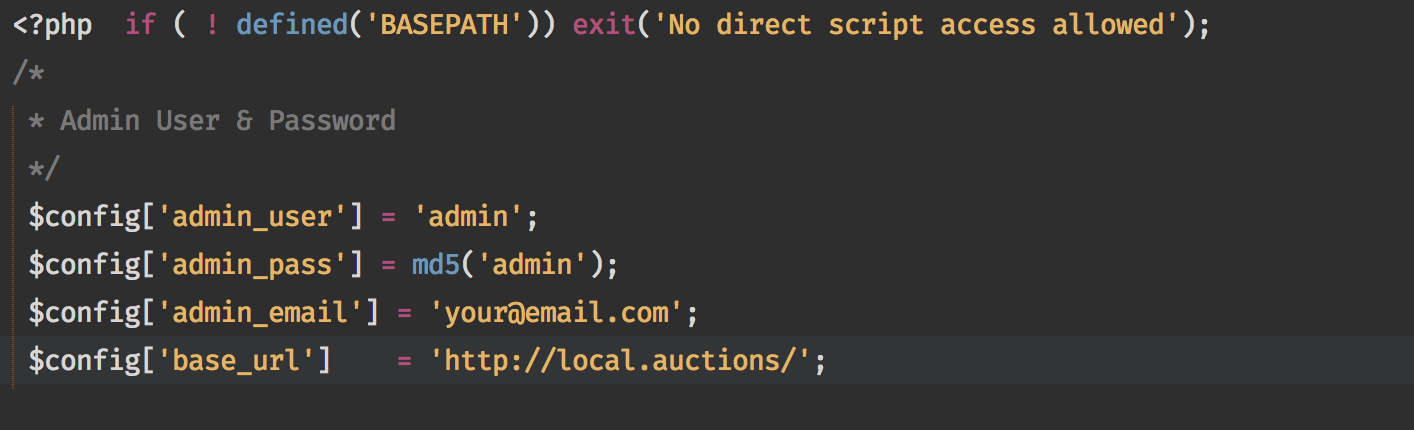 <?php  if ( ! defined('BASEPATH')) exit('No direct script access allowed');
/*
 * Admin User & Password
 */
 $config['admin_user'] = 'admin';
 $config['admin_pass'] = md5('admin');
 $config['admin_email'] = 'your@email.com';
 $config['base_url']    = 'http://local.auctions/';